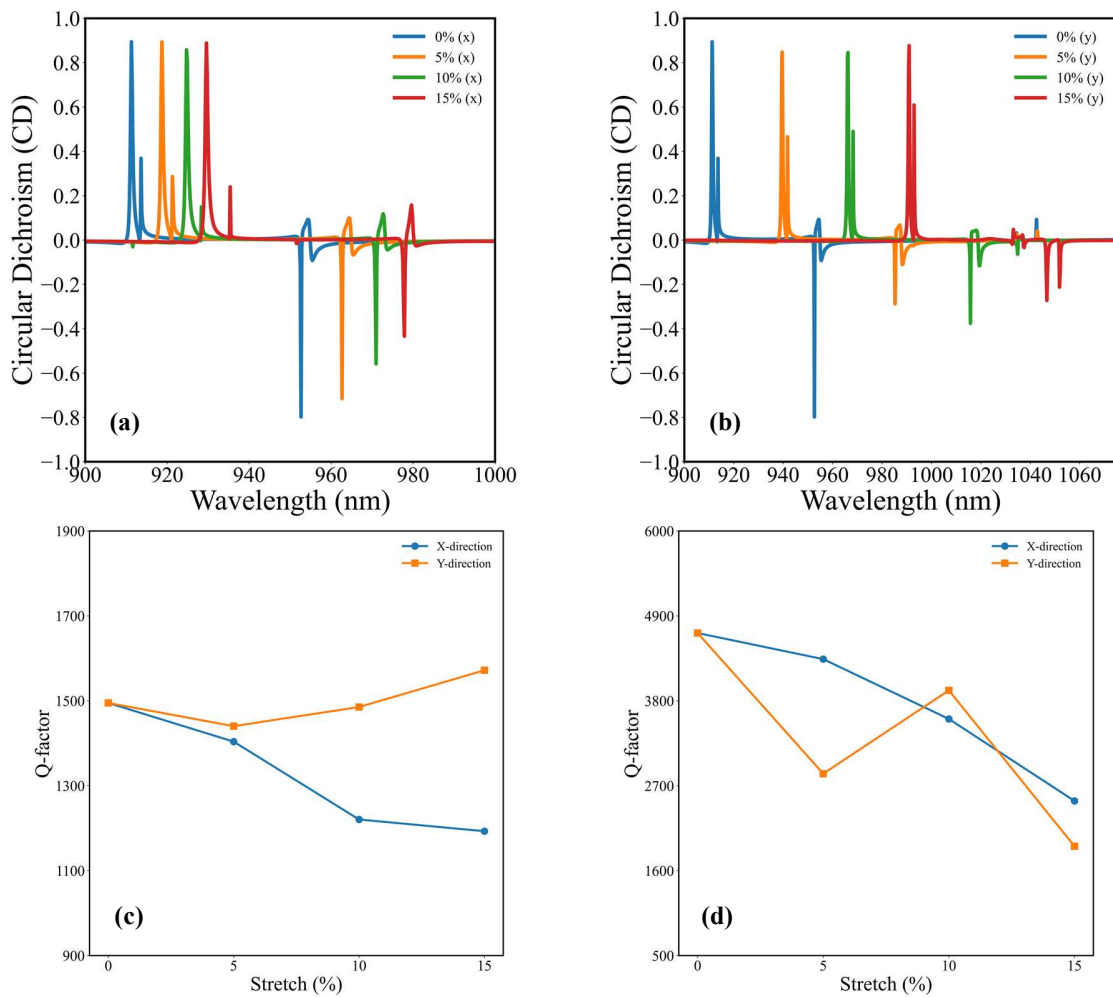 1.0
0.8
0.6
0.4
0.2
0.0
−0.2
−0.4
−0.6
−0.8
−1.0
Circular Dichroism (CD)
0% (x)
5% (x)
10% (x)
15% (x)
(a)
900 920 940 960 980 1000
Wavelength (nm)
1.0
0.8
0.6
0.4
0.2
0.0
−0.2
−0.4
−0.6
−0.8
−1.0
Circular Dichroism (CD)
0% (y)
5% (y)
10% (y)
15% (y)
(b)
900 920 940 960 980 1000 1020 1040 1060
Wavelength (nm)
1900
1700
1500
1300
1100
900
Q-factor
X-direction
Y-direction
(c)
0 5 10 15
Stretch (%)
6000
4900
3800
2700
1600
500
Q-factor
X-direction
Y-direction
(d)
0 5 10 15
Stretch (%)